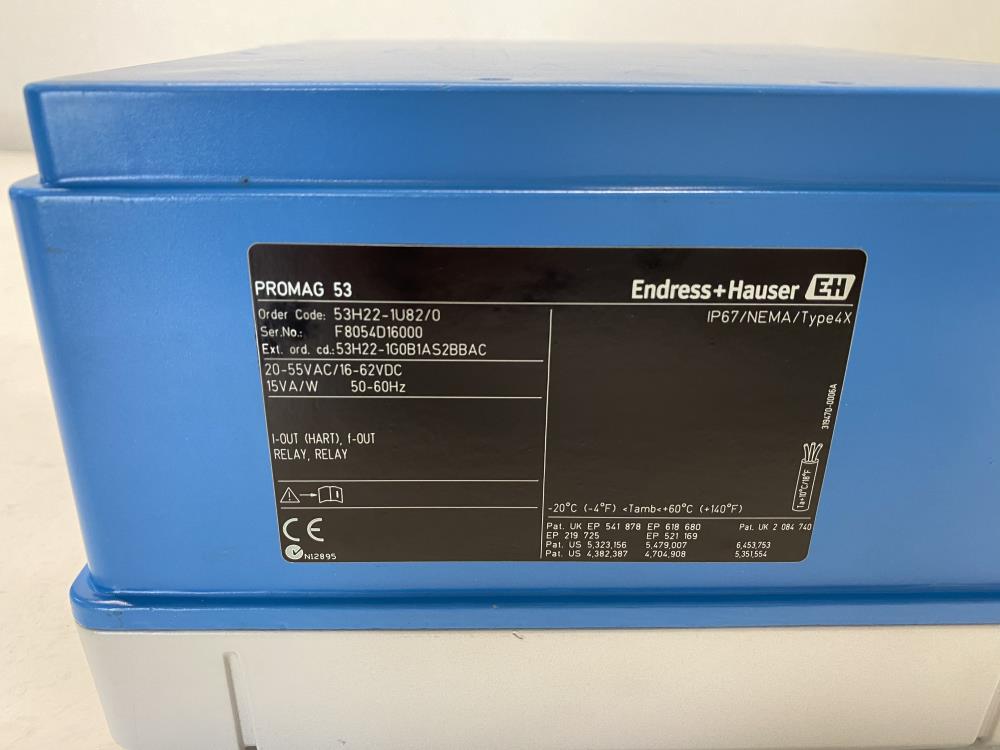 PROMAG 53
Endress+Hauser EH
Order Code: 53H22-1U82/0
Ser.No.: F8054D16000
Ext. ord. cd.: 53H22-1G0B1AS2BBAC
20-55VAC/16-62VDC
15VA/W 50-60Hz
I-OUT (HART), f-OUT
RELAY, RELAY
CE
N12895
IP67/NEMA/Type4X
319470-0006A
Ta+10°C/18°F
-20°C (-4°F) <Tamb<+60°C (+140°F)
Pat. UK EP 541 878 EP 618 680 Pat. UK 2 084 740
EP 219 725 EP 521 169
Pat. US 5,323,156 5,479,007 6,453,753
Pat. US 4,382,387 4,704,908 5,351,554